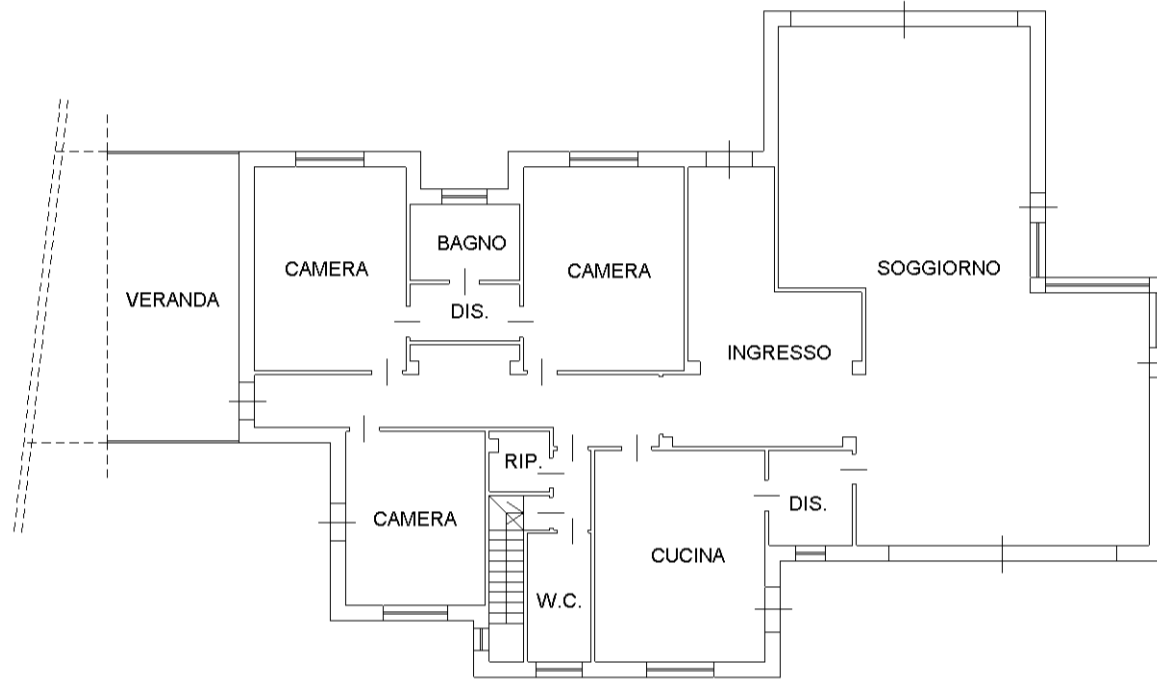 BAGNO
CAMERA
CAMERA
SOGGIORNO
VERANDA
DIS.
INGRESSO
RIP.
CAMERA
DIS.
CUCINA
W.C.